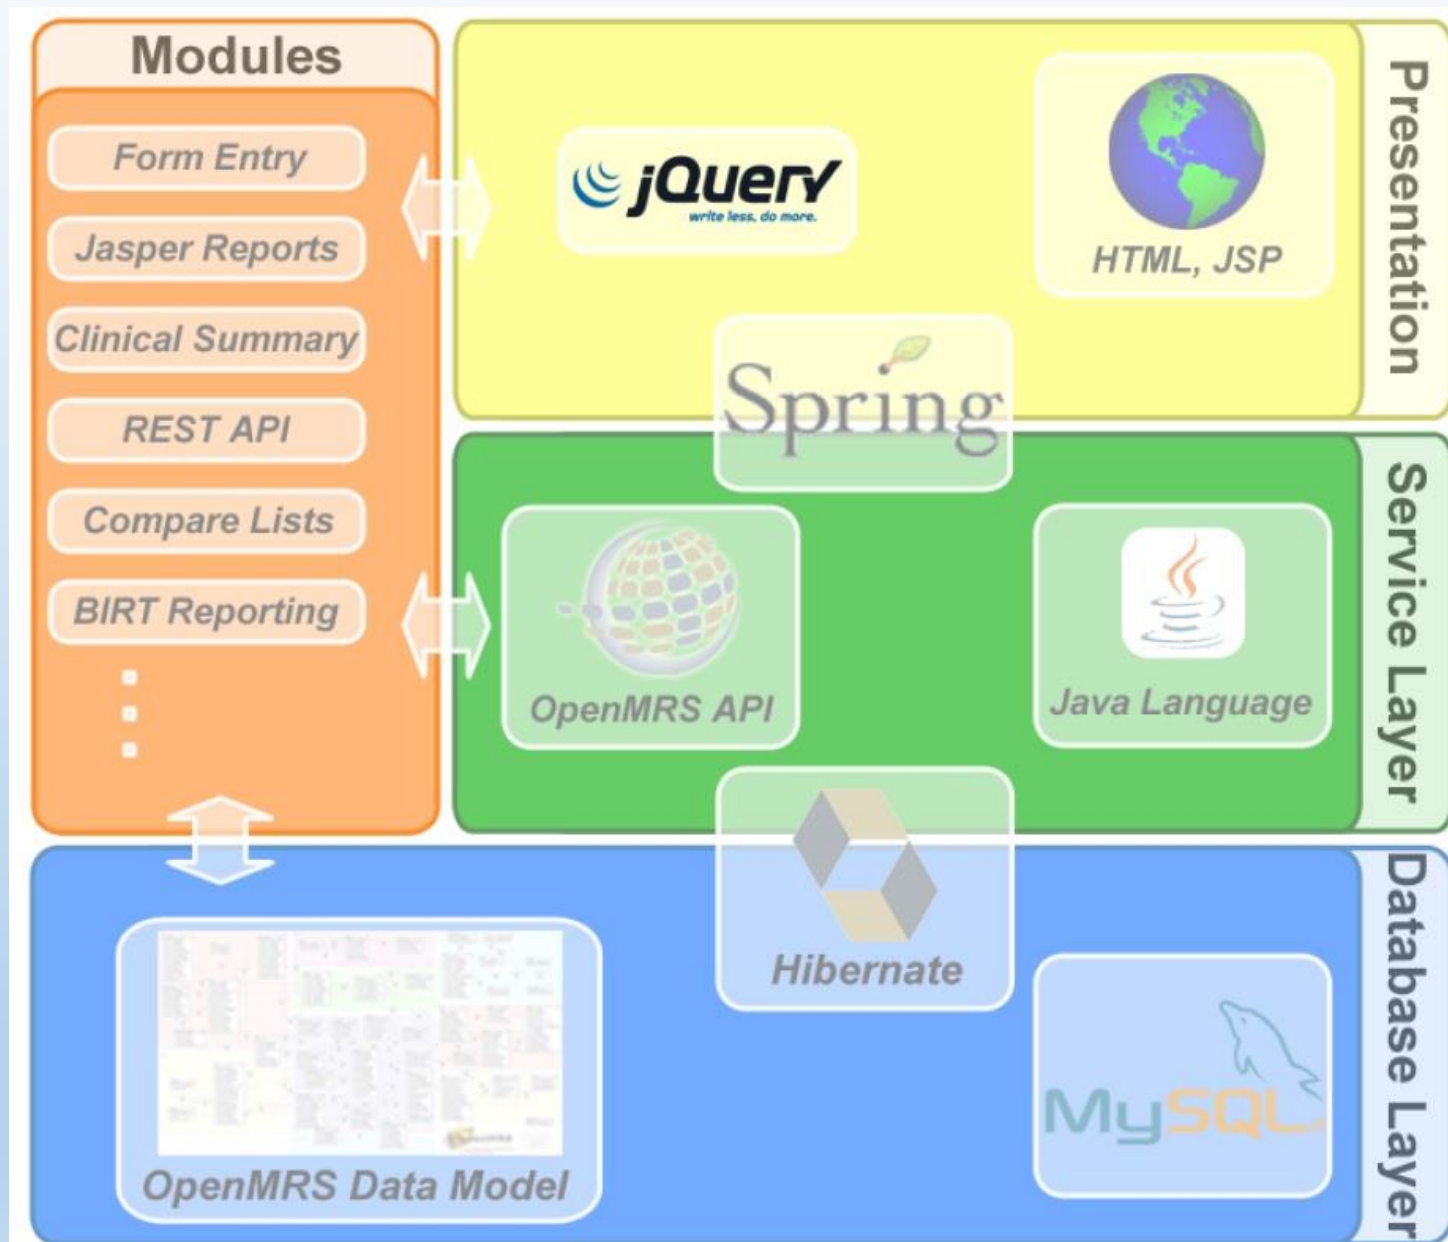 Modules
Form Entry
Jasper Reports
Clinical Summary
REST API
Compare Lists
BIRT Reporting
jQuery
write less. do more.
HTML, JSP
Presentation
Spring
OpenMRS API
Java Language
Service Layer
Hibernate
OpenMRS Data Model
MySQL
Database Layer